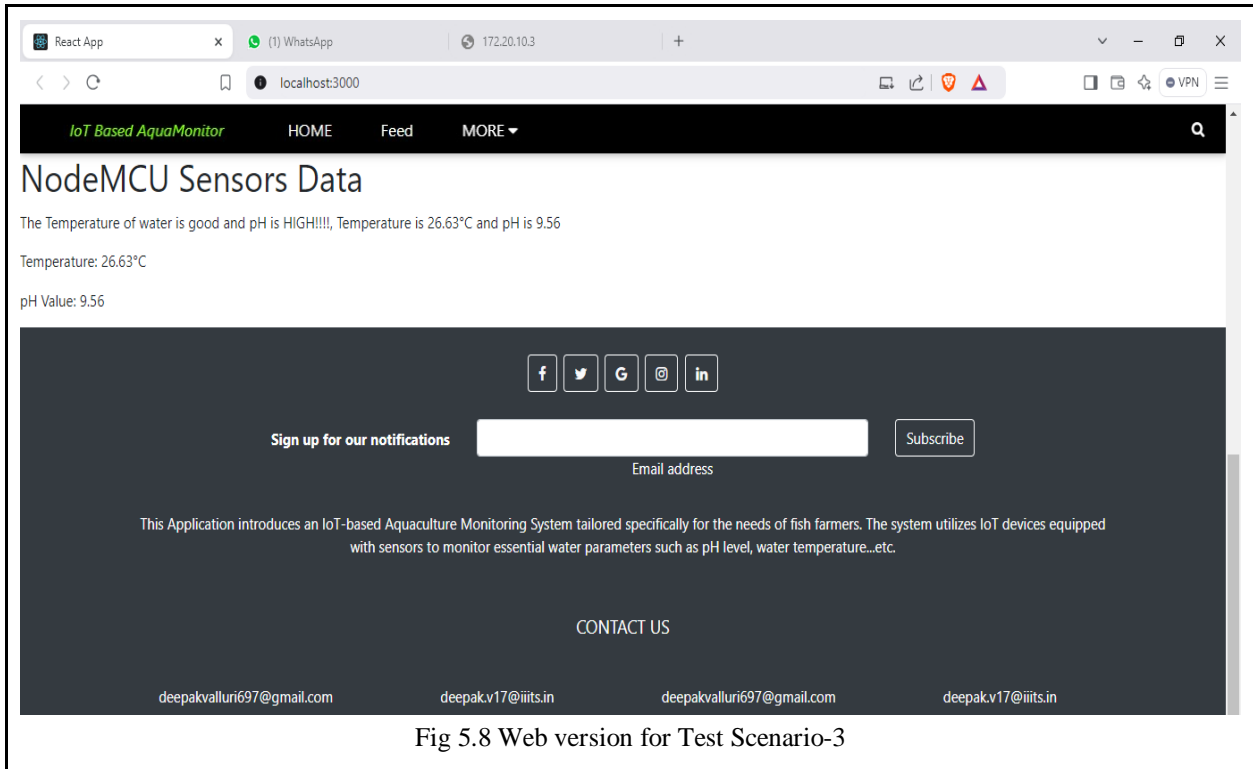 React App
(1) WhatsApp
172.20.10.3
localhost:3000
VPN
IoT Based AquaMonitor HOME Feed MORE
NodeMCU Sensors Data
The Temperature of water is good and pH is HIGH!!!!, Temperature is 26.63°C and pH is 9.56
Temperature: 26.63°C
pH Value: 9.56
f G in
Sign up for our notifications Subscribe
Email address
This Application introduces an IoT-based Aquaculture Monitoring System tailored specifically for the needs of fish farmers. The system utilizes IoT devices equipped
with sensors to monitor essential water parameters such as pH level, water temperature...etc.
CONTACT US
deepakvalluri697@gmail.com deepak.v17@iiits.in deepakvalluri697@gmail.com deepak.v17@iiits.in
Fig 5.8 Web version for Test Scenario-3